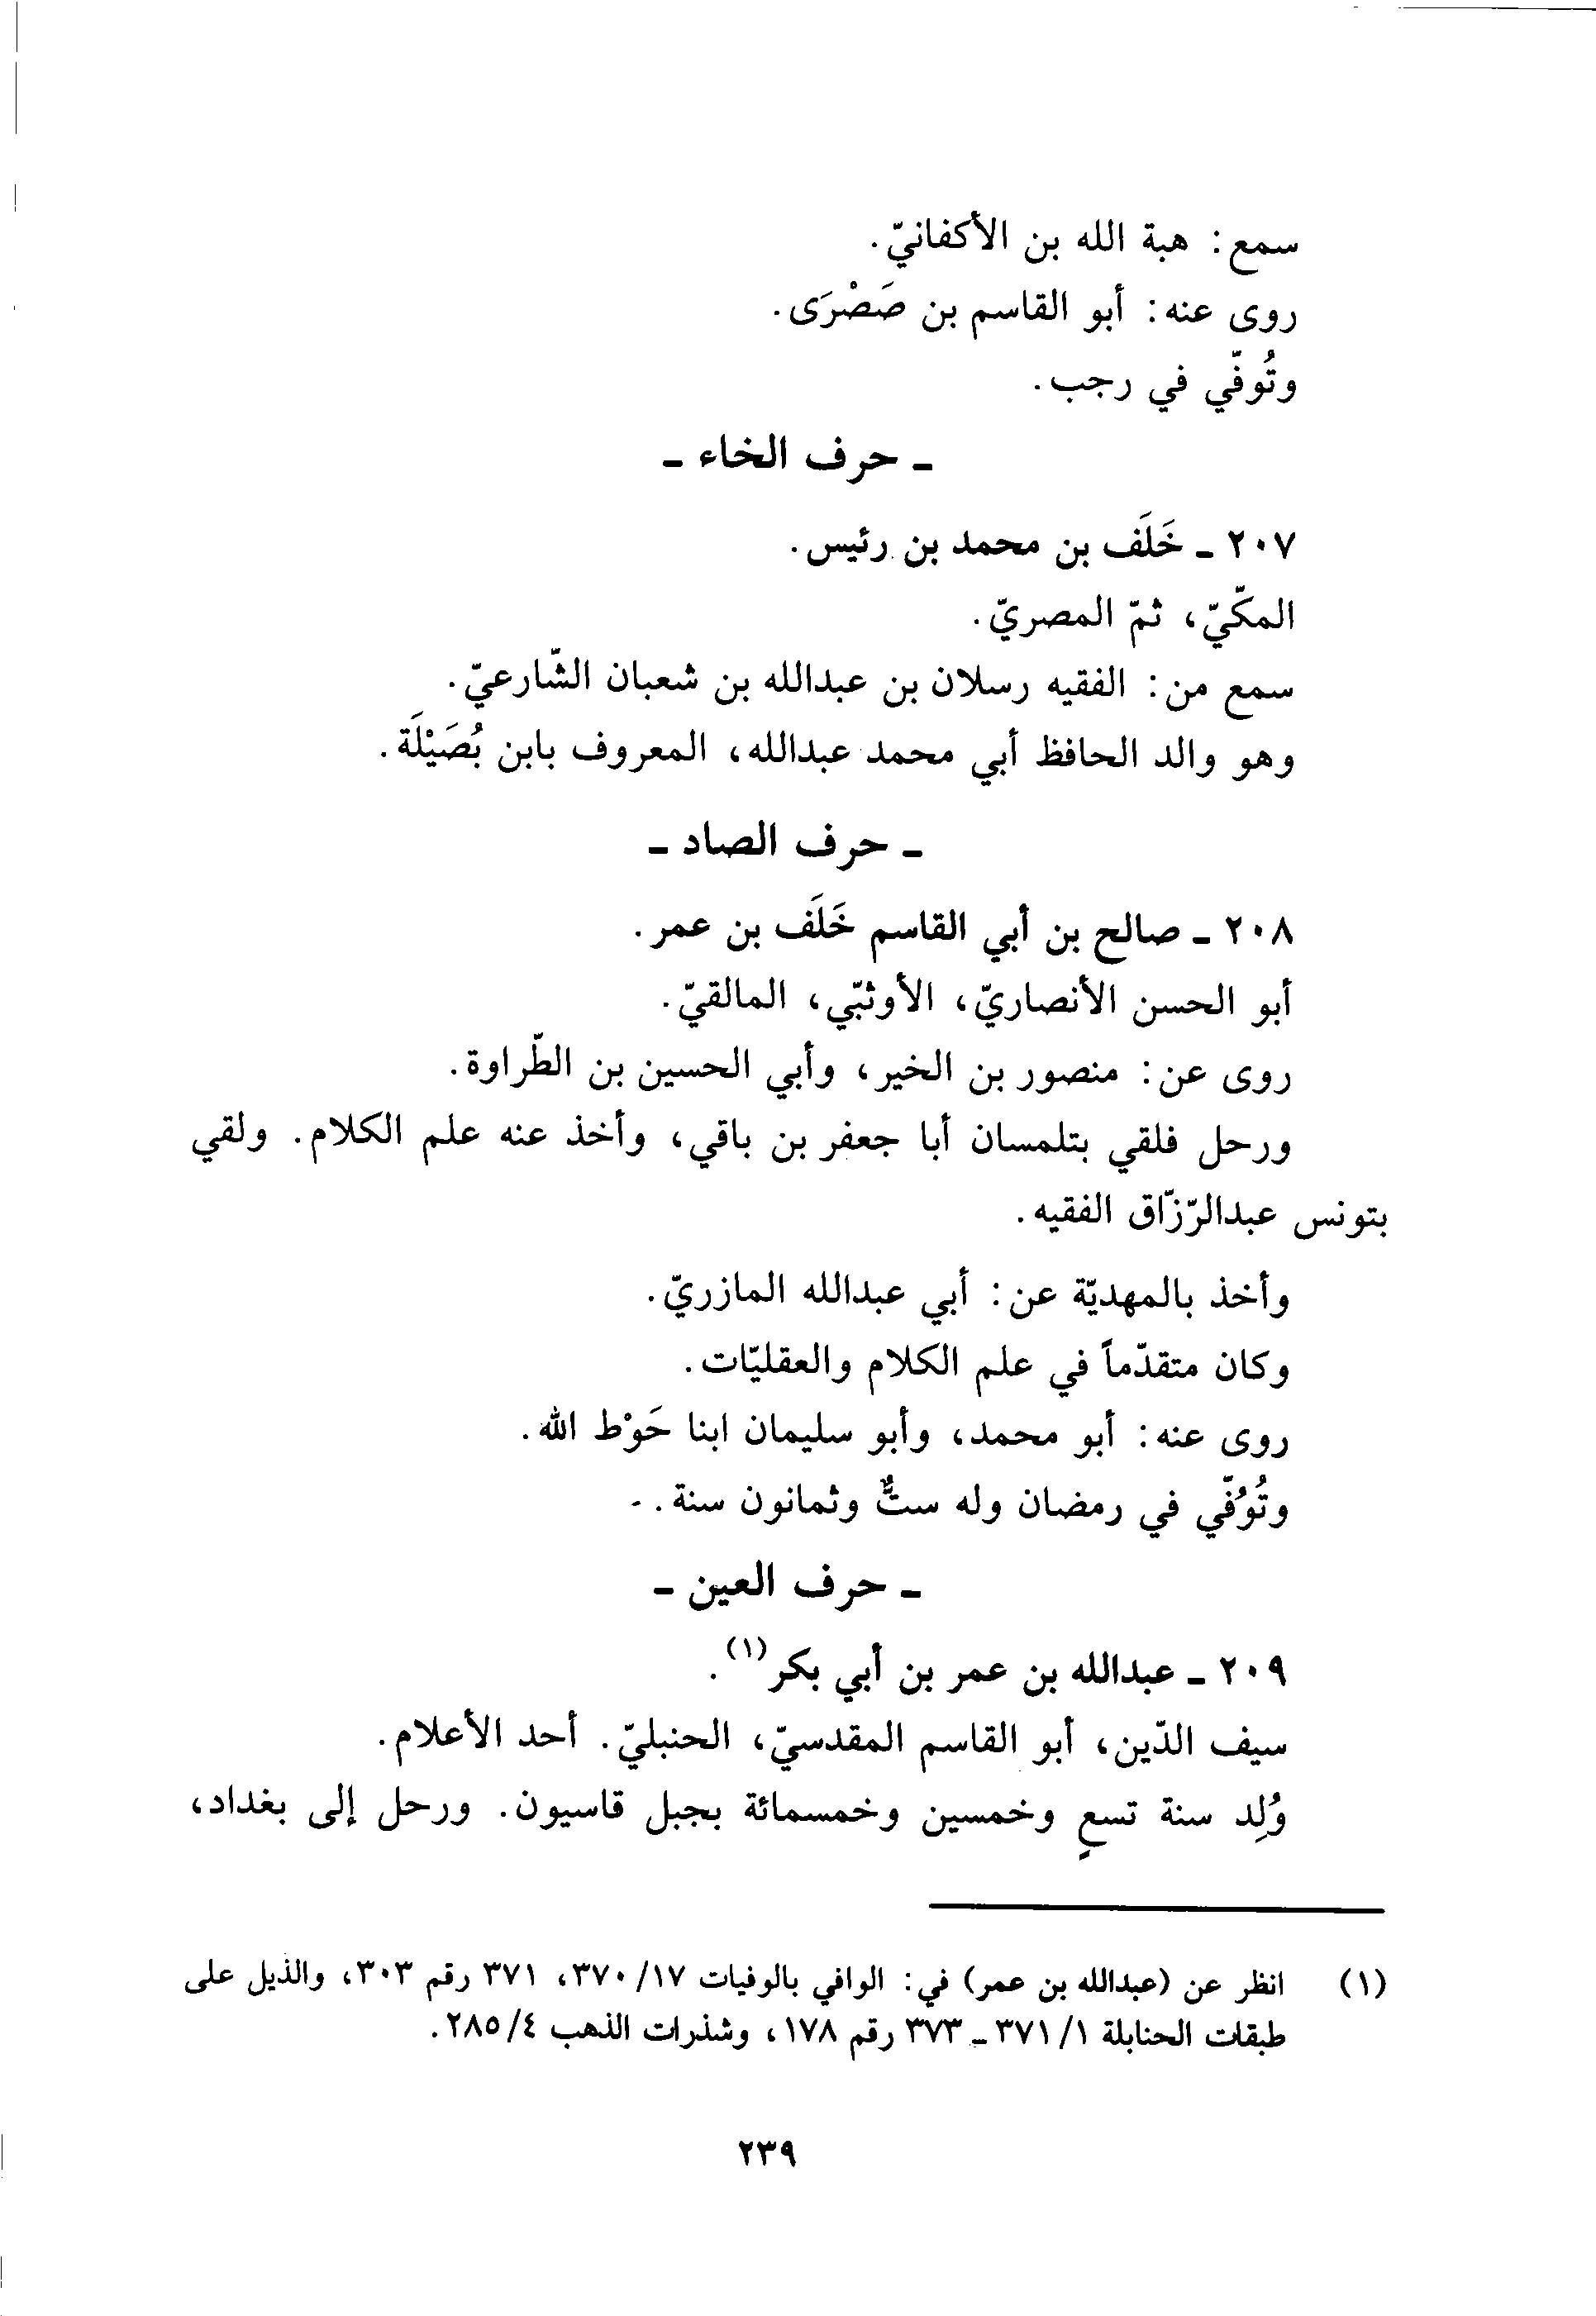 سمع: هبة الله بن الأكفانيّ.
روى عنه: أبو القاسم بن صَصْرَى.
وتُوفّي في رجب.
ـ حرف الخاء ـ
٢٠٧ ـ خَلَف بن محمد بن رئيس.
المكّيّ، ثمّ المصريّ.
سمع من: الفقيه رسلان بن عبدالله بن شعبان الشّارعيّ.
وهو والد الحافظ أبي محمد عبدالله، المعروف بابن بُصَيْلَة.
ـ حرف الصاد ـ
٢٠٨ ـ صالح بن أبي القاسم خَلَف بن عمر.
أبو الحسن الأنصاريّ، الأوثبّي، المالقيّ.
روى عن: منصور بن الخير، وأبي الحسين بن الطّراوة.
ورحل فلقي بتلمسان أبا جعفر بن باقي، وأخذ عنه علم الكلام. ولقي
بتونس عبدالرّزّاق الفقيه.
وأخذ بالمهديّة عن: أبي عبدالله المازريّ.
وكان متقدّماً في علم الكلام والعقليّات.
روى عنه: أبو محمد، وأبو سليمان ابنا حَوْط الله.
وتُوُفّي في رمضان وله ستٌّ وثمانون سنة.
ـ حرف العين ـ
٢٠٩ ـ عبدالله بن عمر بن أبي بكر(١).
سيف الدّين، أبو القاسم المقدسيّ، الحنبليّ. أحد الأعلام.
وُلِد سنة تسعٍ وخمسين وخمسمائة بجبل قاسيون. ورحل إلى بغداد،
(١) انظر عن (عبدالله بن عمر) في: الوافي بالوفيات ١٧/ ٣٧٠، ٣٧١ رقم ٣٠٣، والذيل على
طبقات الحنابلة ١/ ٣٧١ ـ ٣٧٣ رقم ١٧٨، وشذرات الذهب ٤/ ٢٨٥.
٢٣٩